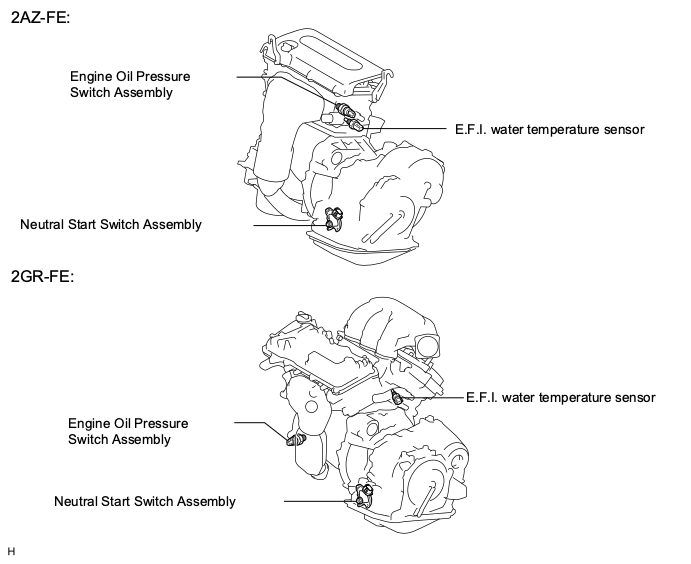 2AZ-FE:
Engine Oil Pressure
Switch Assembly
E.F.I. water temperature sensor
Neutral Start Switch Assembly
2GR-FE:
E.F.I. water temperature sensor
Engine Oil Pressure
Switch Assembly
Neutral Start Switch Assembly
H